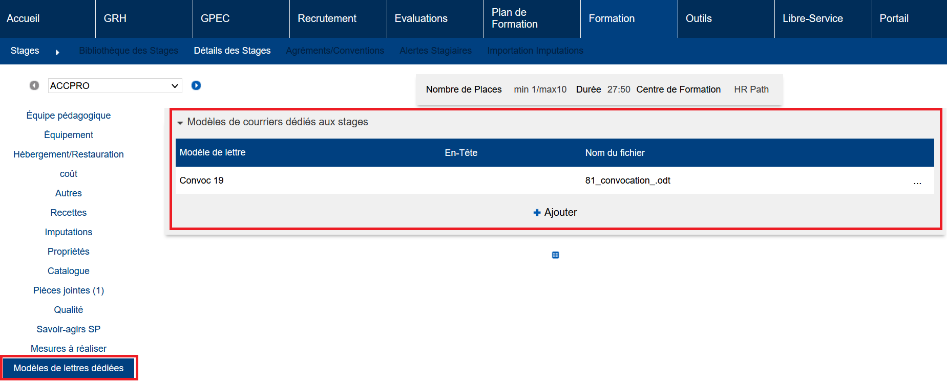 Accueil GRH GPEC Recrutement Evaluations Plan de Formation Formation Outils Libre-Service Portail
Stages Bibliothèque des Stages Détails des Stages Agréments/Conventions Alertes Stagiaires Importation imputations
ACCPRO
Nombre de Places min 1/max10 Durée 27:50 Centre de Formation HR Path
Équipe pédagogique
Équipement
Hébergement/Restauration
coût
Autres
Recettes
Imputations
Propriétés
Catalogue
Pièces jointes (1)
Qualité
Savoir-agirs SP
Mesures à réaliser
Modèles de lettres dédiées
Modèles de courriers dédiés aux stages
Modèle de lettre En-Tête Nom du fichier
Convoc 19 81_convocation_.odt ...
Ajouter